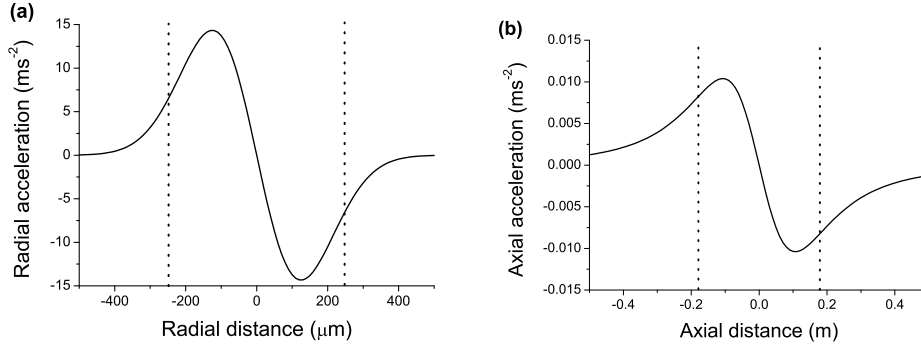 (a)
Radial acceleration (ms-2)
15
10
5
0
-5
-10
-15
-400 -200 0 200 400
Radial distance (μm)
(b)
Axial acceleration (ms-2)
0.015
0.010
0.005
0.000
-0.005
-0.010
-0.015
-0.4 -0.2 0.0 0.2 0.4
Axial distance (m)